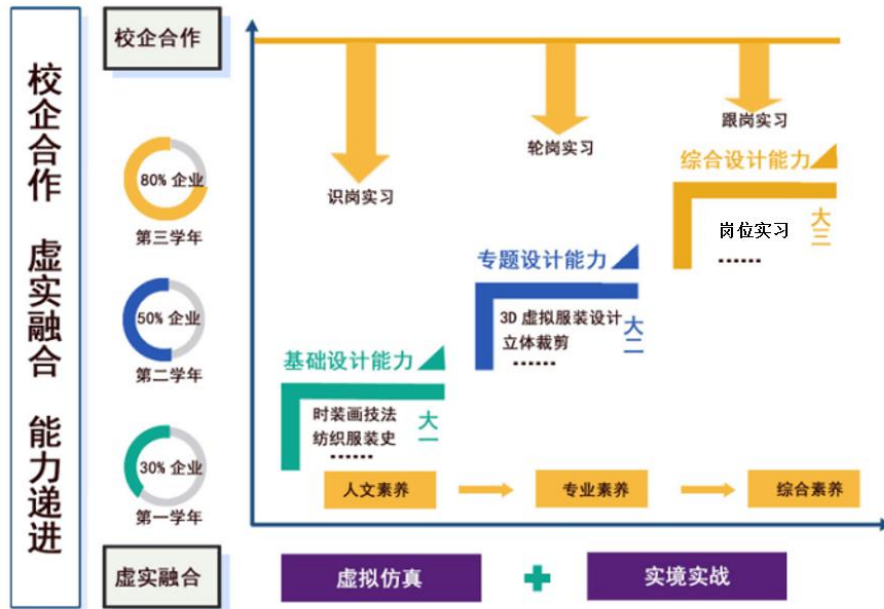 校企合作 虚实融合 能力递进
校企合作
80% 企业
第三学年
50% 企业
第二学年
30% 企业
第一学年
虚实融合
识岗实习
轮岗实习
跟岗实习
综合设计能力
岗位实习
......
大三
专题设计能力
3D 虚拟服装设计
立体裁剪
......
大二
基础设计能力
时装画技法
纺织服装史
......
大一
人文素养
专业素养
综合素养
虚拟仿真
+
实境实战